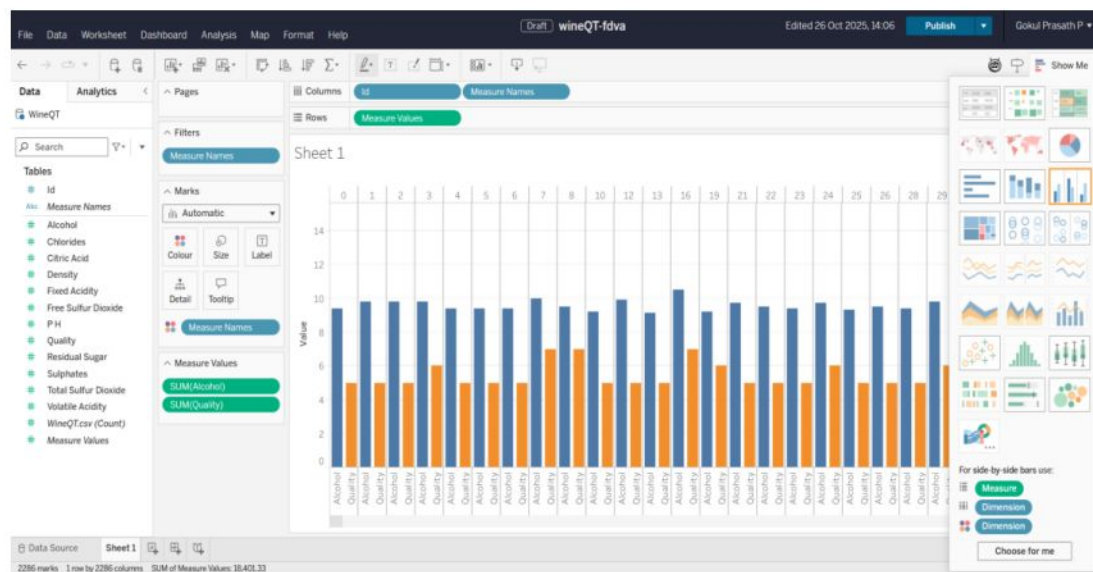 Draft wineQT-fdva
Edited 26 Oct 2025, 14:06
Publish
Gokul Prasath P
File Data Worksheet Dashboard Analysis Map Format Help
Show Me
Data Analytics
WineQT
Search
Tables
Id
Abc Measure Names
Alcohol
Chlorides
Citric Acid
Density
Fixed Acidity
Free Sulfur Dioxide
P H
Quality
Residual Sugar
Sulphates
Total Sulfur Dioxide
Volatile Acidity
WineQT.csv (Count)
Measure Values
Pages
Filters
Measure Names
Marks
Automatic
Colour Size Label
Detail Tooltip
Measure Names
Measure Values
SUM(Alcohol)
SUM(Quality)
Columns Id Measure Names
Rows Measure Values
Sheet 1
0 1 2 3 4 5 6 7 8 10 12 13 16 19 21 22 23 24 25 26 28 29
14
12
10
8
6
4
2
0
Value
Alcohol Quality Alcohol Quality Alcohol Quality Alcohol Quality Alcohol Quality Alcohol Quality Alcohol Quality Alcohol Quality Alcohol Quality Alcohol Quality Alcohol Quality Alcohol Quality Alcohol Quality Alcohol Quality Alcohol Quality Alcohol Quality Alcohol Quality Alcohol Quality Alcohol Quality Alcohol Quality Alcohol Quality Alcohol Quality
For side-by-side bars use:
Measure
Dimension
Dimension
Choose for me
Data Source Sheet 1
2286 marks 1 row by 2286 columns SUM of Measure Values: 18,401.33